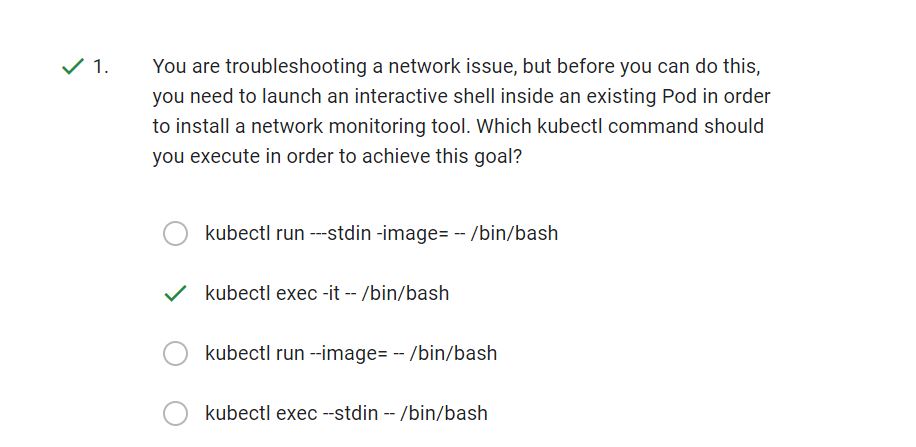 1. You are troubleshooting a network issue, but before you can do this,
you need to launch an interactive shell inside an existing Pod in order
to install a network monitoring tool. Which kubectl command should
you execute in order to achieve this goal?
kubectl run ---stdin -image= -- /bin/bash
kubectl exec -it -- /bin/bash
kubectl run --image= -- /bin/bash
kubectl exec --stdin -- /bin/bash